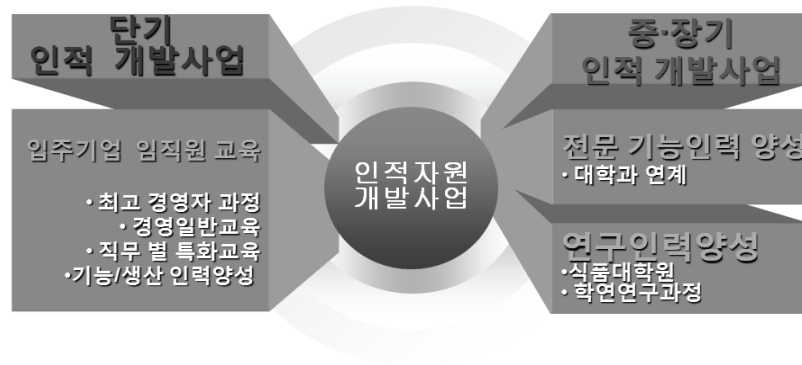 단기
인적 개발사업
입주기업 임직원 교육
• 최고 경영자 과정
• 경영일반교육
• 직무 별 특화교육
•기능/생산 인력양성
인적자원
개발사업
중·장기
인적 개발사업
전문 기능인력 양성
• 대학과 연계
연구인력양성
•식품대학원
• 학연연구과정